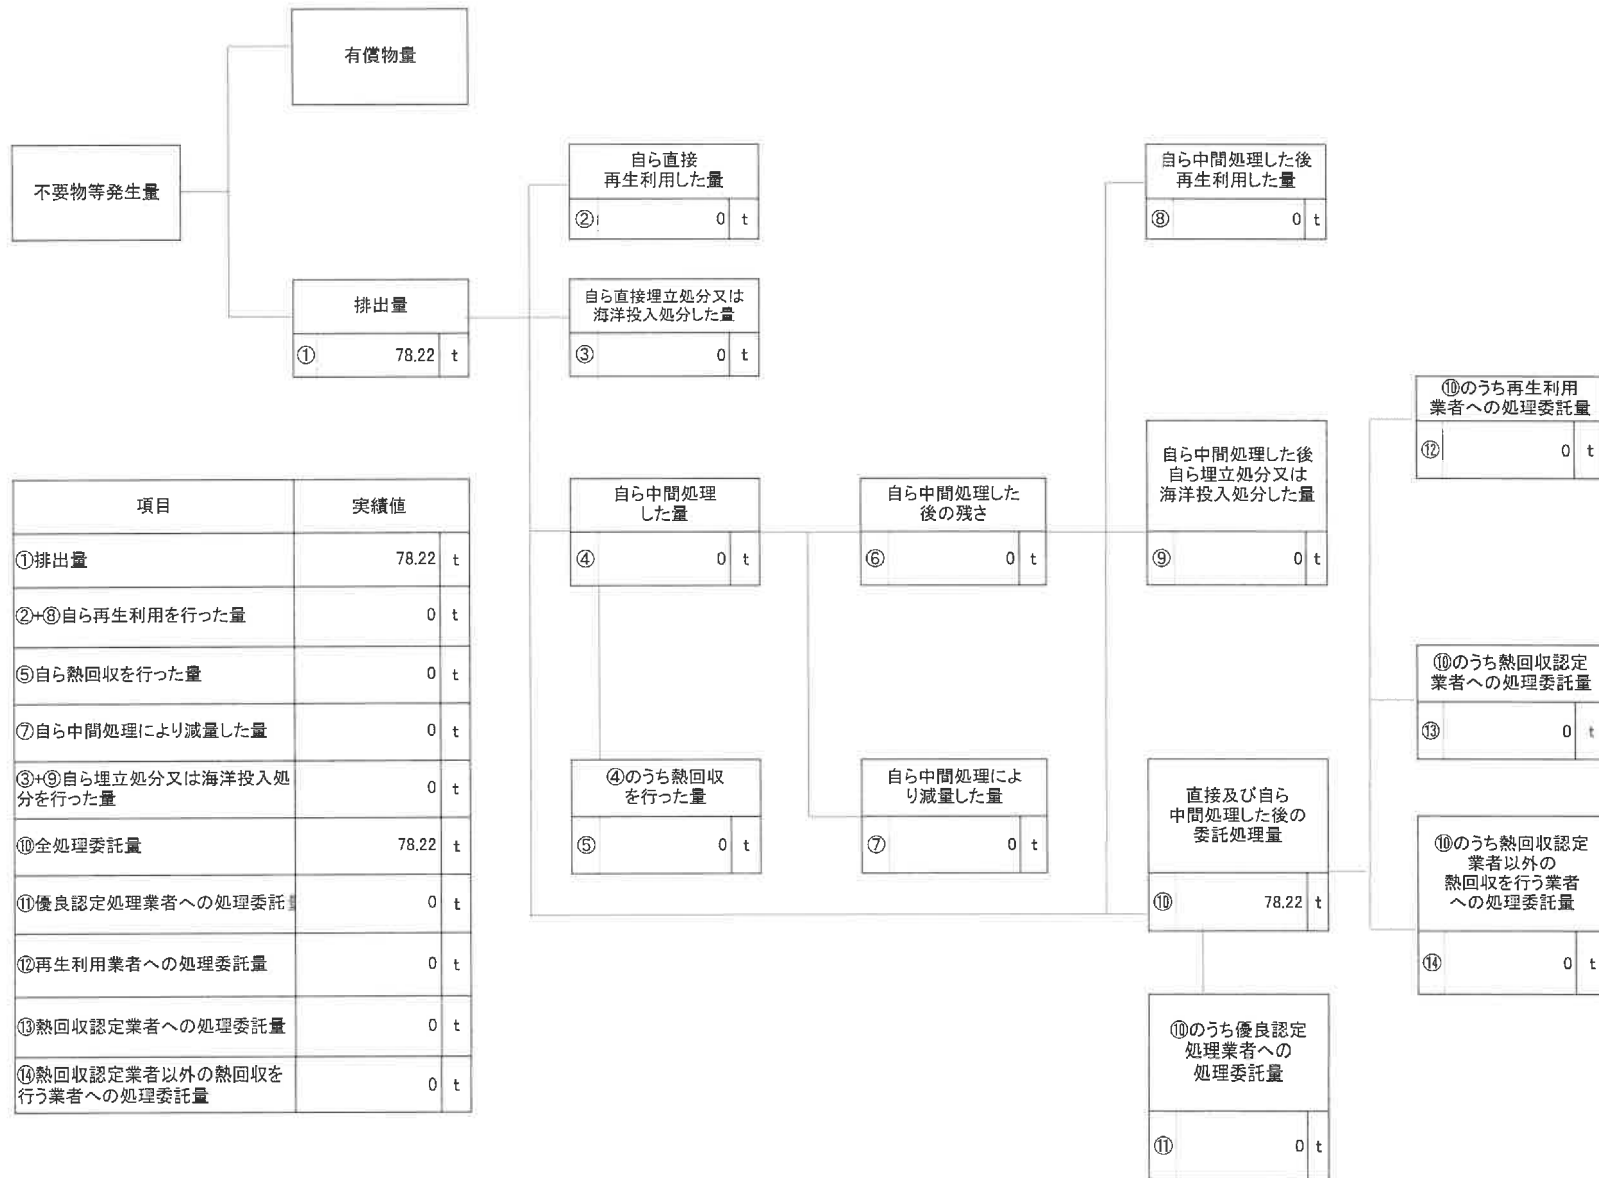 有償物量
不要物等発生量
排出量
① 78.22 t
自ら直接
再生利用した量
② 0 t
自ら直接埋立処分又は
海洋投入処分した量
③ 0 t
自ら中間処理
した量
④ 0 t
④のうち熱回収
を行った量
⑤ 0 t
自ら中間処理した
後の残さ
⑥ 0 t
自ら中間処理によ
り減量した量
⑦ 0 t
自ら中間処理した後
再生利用した量
⑧ 0 t
自ら中間処理した後
自ら埋立処分又は
海洋投入処分した量
⑨ 0 t
直接及び自ら
中間処理した後の
委託処理量
⑩ 78.22 t
⑩のうち優良認定
処理業者への
処理委託量
⑪ 0 t
⑩のうち再生利用
業者への処理委託量
⑫ 0 t
⑩のうち熱回収認定
業者への処理委託量
⑬ 0 t
⑩のうち熱回収認定
業者以外の
熱回収を行う業者
への処理委託量
⑭ 0 t
項目 実績値
①排出量 78.22 t
②+⑧自ら再生利用を行った量 0 t
⑤自ら熱回収を行った量 0 t
⑦自ら中間処理により減量した量 0 t
③+⑨自ら埋立処分又は海洋投入処
分を行った量 0 t
⑩全処理委託量 78.22 t
⑪優良認定処理業者への処理委託 0 t
⑫再生利用業者への処理委託量 0 t
⑬熱回収認定業者への処理委託量 0 t
⑭熱回収認定業者以外の熱回収を
行う業者への処理委託量 0 t